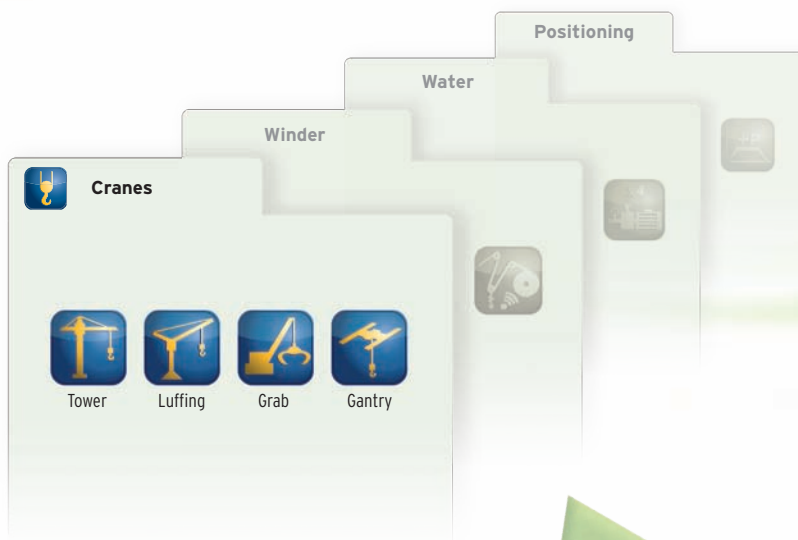 Positioning
Water
Winder
Cranes
Tower Luffing Grab Gantry